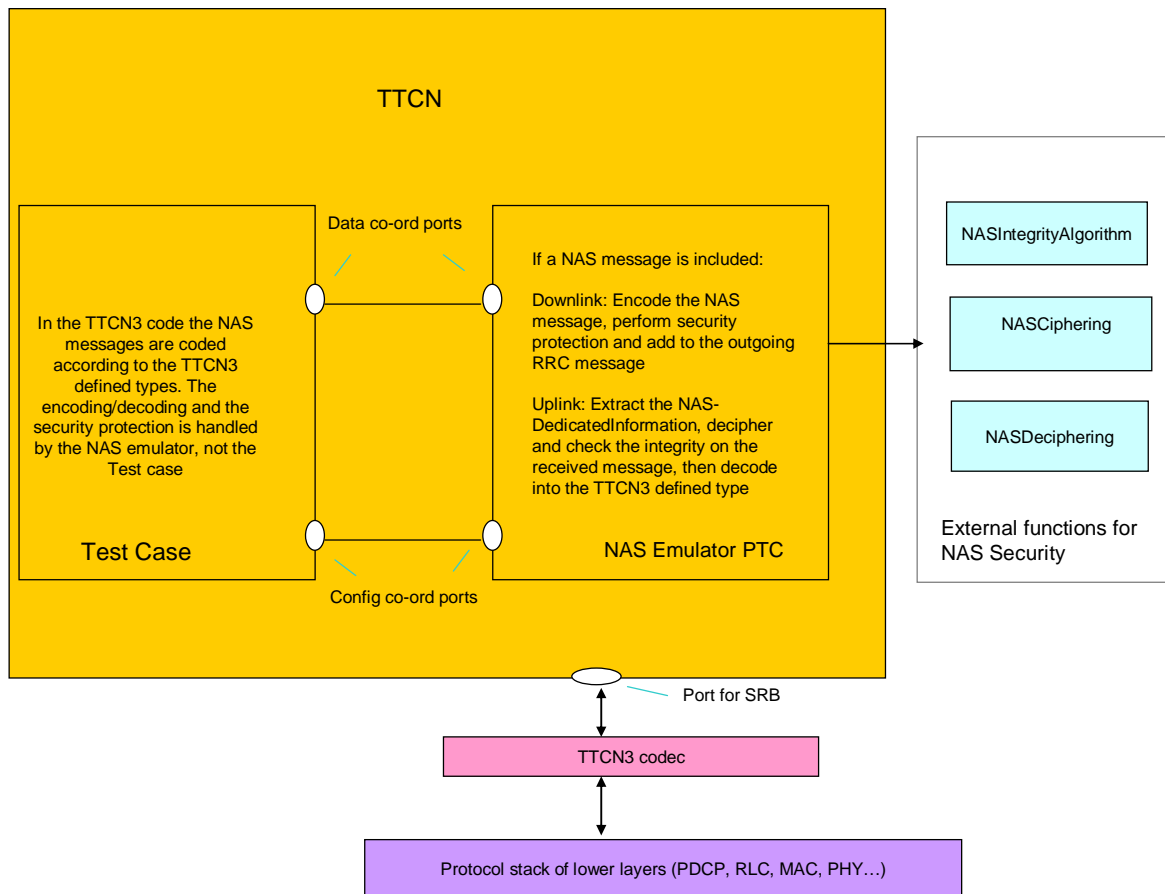 TTCN
Data co-ord ports
In the TTCN3 code the NAS
messages are coded
according to the TTCN3
defined types. The
encoding/decoding and the
security protection is handled
by the NAS emulator, not the
Test case
Test Case
If a NAS message is included:
Downlink: Encode the NAS
message, perform security
protection and add to the outgoing
RRC message
Uplink: Extract the NAS-
DedicatedInformation, decipher
and check the integrity on the
received message, then decode
into the TTCN3 defined type
NAS Emulator PTC
Config co-ord ports
NASIntegrityAlgorithm
NASCiphering
NASDeciphering
External functions for
NAS Security
Port for SRB
TTCN3 codec
Protocol stack of lower layers (PDCP, RLC, MAC, PHY…)